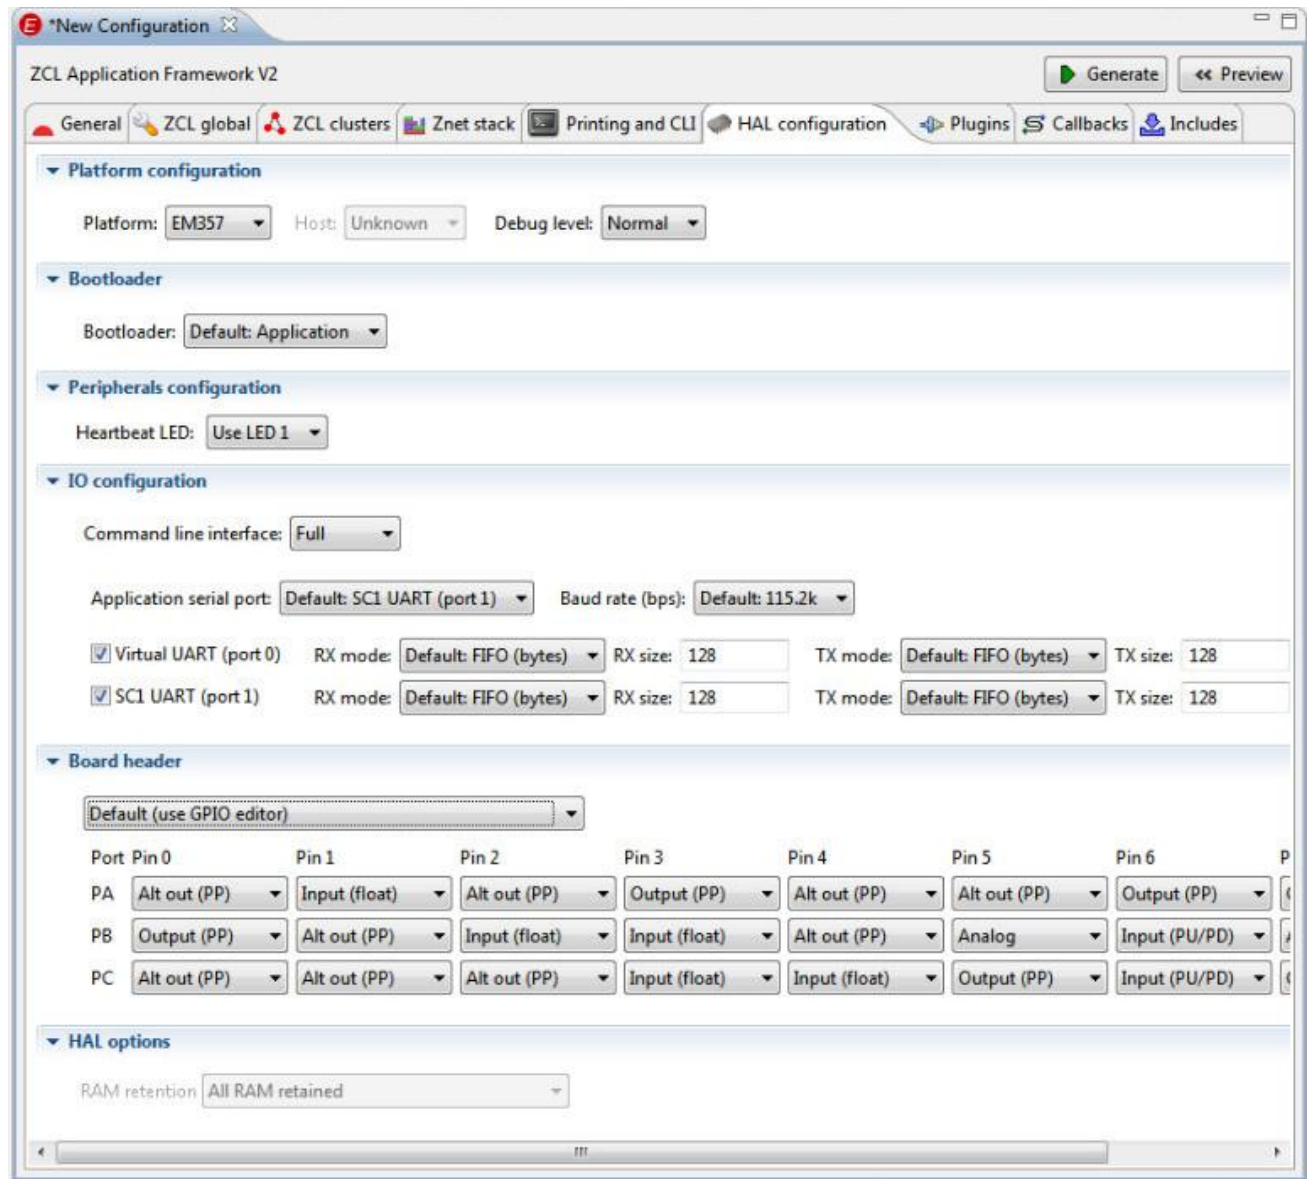 *New Configuration
ZCL Application Framework V2 Generate Preview
General ZCL global ZCL clusters Znet stack Printing and CLI HAL configuration Plugins Callbacks Includes
Platform configuration
Platform: EM357 Host: Unknown Debug level: Normal
Bootloader
Bootloader: Default: Application
Peripherals configuration
Heartbeat LED: Use LED 1
IO configuration
Command line interface: Full
Application serial port: Default: SC1 UART (port 1) Baud rate (bps): Default: 115.2k
Virtual UART (port 0) RX mode: Default: FIFO (bytes) RX size: 128 TX mode: Default: FIFO (bytes) TX size: 128
SC1 UART (port 1) RX mode: Default: FIFO (bytes) RX size: 128 TX mode: Default: FIFO (bytes) TX size: 128
Board header
Default (use GPIO editor)
Port Pin 0 Pin 1 Pin 2 Pin 3 Pin 4 Pin 5 Pin 6 P
PA Alt out (PP) Input (float) Alt out (PP) Output (PP) Alt out (PP) Alt out (PP) Output (PP)
PB Output (PP) Alt out (PP) Input (float) Input (float) Alt out (PP) Analog Input (PU/PD)
PC Alt out (PP) Alt out (PP) Alt out (PP) Input (float) Input (float) Output (PP) Input (PU/PD)
HAL options
RAM retention All RAM retained